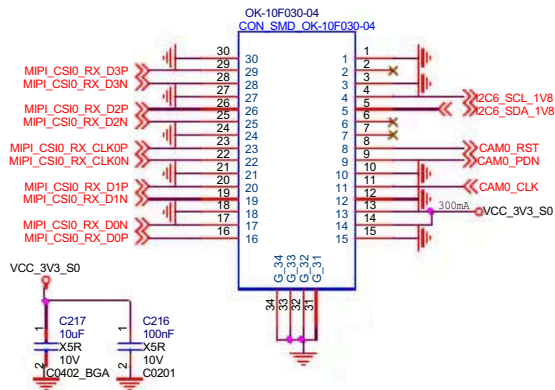 OK-10F030-04
CON_SMD_OK-10F030-04
30 30 1 1
MIPI_CSI0_RX_D3P 29 29 2 2
MIPI_CSI0_RX_D3N 28 28 3 3
27 27 4 4 I2C6_SCL_1V8
MIPI_CSI0_RX_D2P 26 26 5 5 I2C6_SDA_1V8
MIPI_CSI0_RX_D2N 25 25 6 6
24 24 7 7
MIPI_CSI0_RX_CLK0P 23 23 8 8 CAM0_RST
MIPI_CSI0_RX_CLK0N 22 22 9 9 CAM0_PDN
21 21 10 10
MIPI_CSI0_RX_D1P 20 20 11 11 CAM0_CLK
MIPI_CSI0_RX_D1N 19 19 12 12
18 18 13 13 300mA VCC_3V3_S0
MIPI_CSI0_RX_D0N 17 17 14 14
MIPI_CSI0_RX_D0P 16 16 15 15
G_34 G_33 G_32 G_31
34 33 32 31
VCC_3V3_S0
1 C217 1 C216
10uF 100nF
X5R X5R
10V 10V
2 C0402_BGA 2 C0201